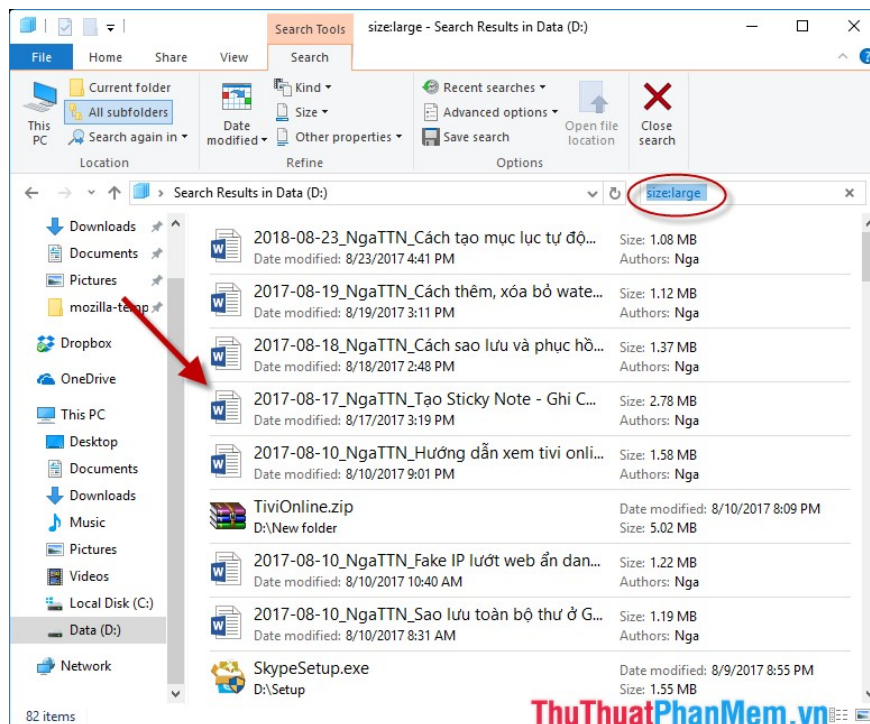 Search Tools
size:large - Search Results in Data (D:)
File
Home
Share
View
Search
This PC
Current folder
All subfolders
Search again in
Location
Date modified
Kind
Size
Other properties
Refine
Recent searches
Advanced options
Save search
Open file location
Options
Close search
Search Results in Data (D:)
size:large
Downloads
Documents
Pictures
mozilla-temp
Dropbox
OneDrive
This PC
Desktop
Documents
Downloads
Music
Pictures
Videos
Local Disk (C:)
Data (D:)
Network
2018-08-23_NgaTTN_Cách tạo mục lục tự độ... Size: 1.08 MB
Date modified: 8/23/2017 4:41 PM Authors: Nga
2017-08-19_NgaTTN_Cách thêm, xóa bỏ wate... Size: 1.12 MB
Date modified: 8/19/2017 3:11 PM Authors: Nga
2017-08-18_NgaTTN_Cách sao lưu và phục hồ... Size: 1.37 MB
Date modified: 8/18/2017 2:48 PM Authors: Nga
2017-08-17_NgaTTN_Tạo Sticky Note - Ghi C... Size: 2.78 MB
Date modified: 8/17/2017 3:19 PM Authors: Nga
2017-08-10_NgaTTN_Hướng dẫn xem tivi onli... Size: 1.58 MB
Date modified: 8/10/2017 9:01 PM Authors: Nga
TiviOnline.zip Date modified: 8/10/2017 8:09 PM
D:\New folder Size: 5.02 MB
2017-08-10_NgaTTN_Fake IP lướt web ẩn dan... Size: 1.22 MB
Date modified: 8/10/2017 10:40 AM Authors: Nga
2017-08-10_NgaTTN_Sao lưu toàn bộ thư ở G... Size: 1.19 MB
Date modified: 8/10/2017 8:31 AM Authors: Nga
SkypeSetup.exe Date modified: 8/9/2017 8:55 PM
D:\Setup Size: 1.55 MB
82 items
ThuThuatPhanMem.vn